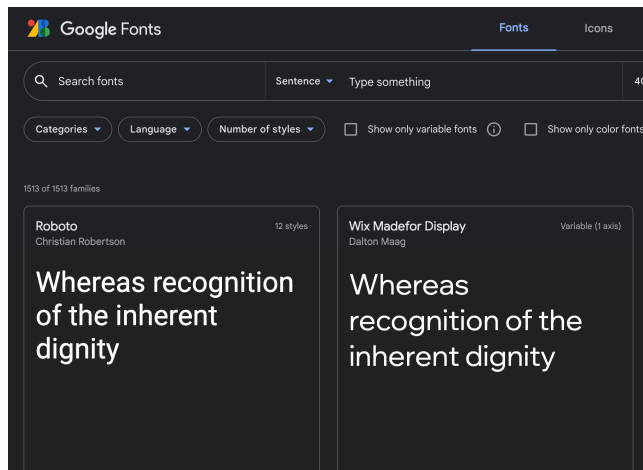 Google Fonts
Fonts
Icons
Search fonts
Sentence
Type something
40
Categories
Language
Number of styles
Show only variable fonts
Show only color fonts
1513 of 1513 families
Roboto
12 styles
Christian Robertson
Whereas recognition
of the inherent
dignity
Wix Madefor Display
Variable (1 axis)
Dalton Maag
Whereas
recognition of the
inherent dignity